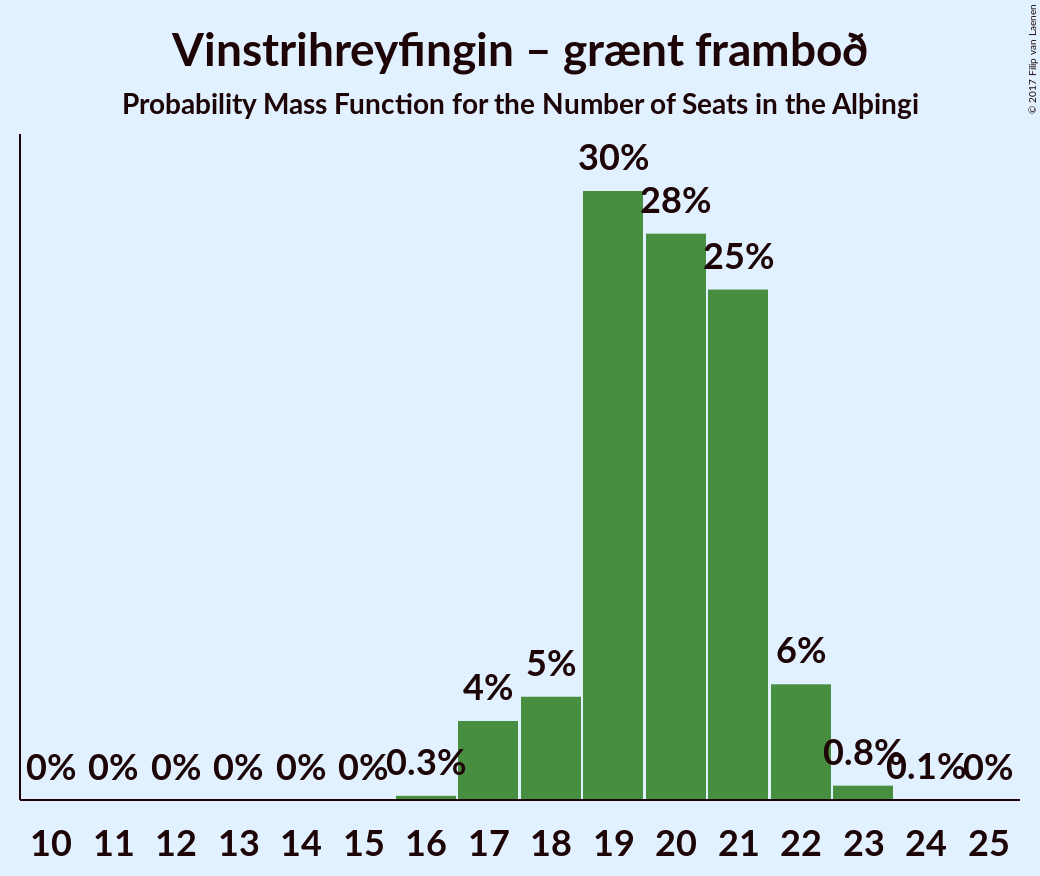 Vinstrihreyfingin – grænt framboð
Probability Mass Function for the Number of Seats in the Alþingi
© 2017 Filip van Laenen
30%
28%
25%
6%
5%
4%
0% 0% 0% 0% 0% 0% 0.3% 0.8% 0.1% 0%
10 11 12 13 14 15 16 17 18 19 20 21 22 23 24 25